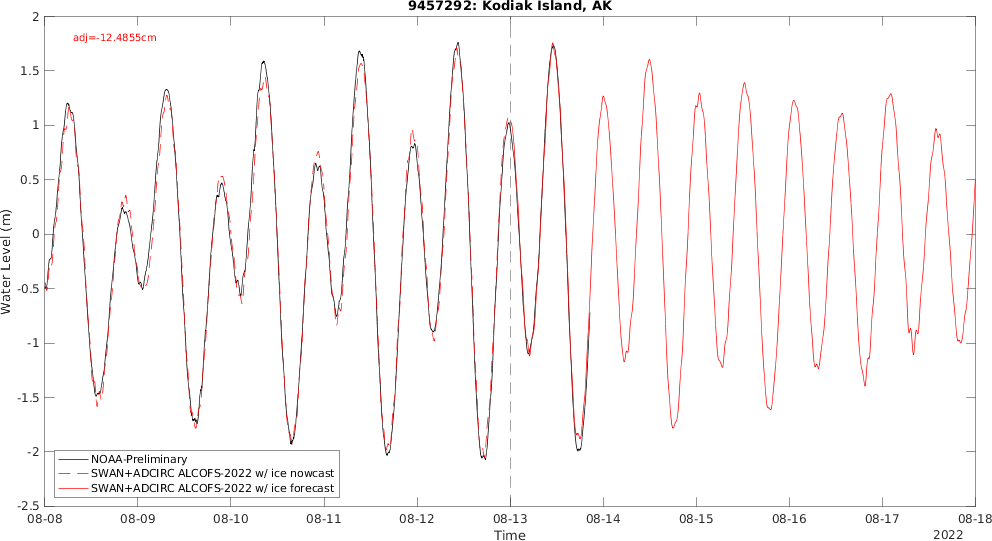 9457292: Kodiak Island, AK
adj=-12.4855cm
2
1.5
1
0.5
0
-0.5
-1
-1.5
-2
-2.5
Water Level (m)
NOAA-Preliminary
SWAN+ADCIRC ALCOFS-2022 w/ ice nowcast
SWAN+ADCIRC ALCOFS-2022 w/ ice forecast
08-08 08-09 08-10 08-11 08-12 08-13 08-14 08-15 08-16 08-17 08-18
Time
2022